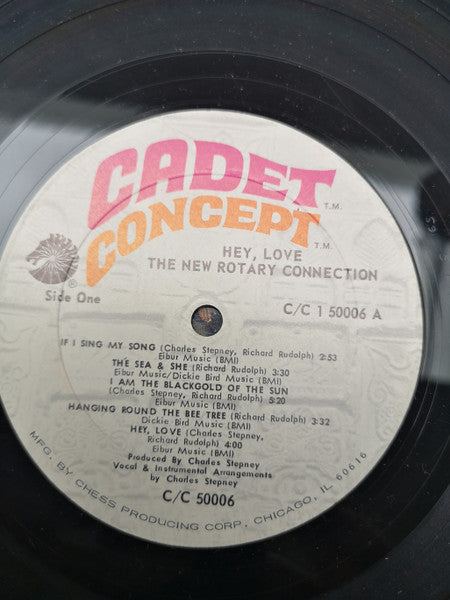 CADET
T.M.
CONCEPT
T.M.
HEY, LOVE
THE NEW ROTARY CONNECTION
®
Side One
C/C 1 50006 A
IF I SING MY SONG (Charles Stepney, Richard Rudolph) 2:53
Eibur Music (BMI)
THE SEA & SHE (Richard Rudolph) 3:30
Eibur Music/Dickie Bird Music (BMI)
I AM THE BLACKGOLD OF THE SUN
(Charles Stepney, Richard Rudolph) 5:20
Eibur Music (BMI)
HANGING ROUND THE BEE TREE (Richard Rudolph) 3:32
Dickie Bird Music (BMI)
HEY, LOVE (Charles Stepney,
Richard Rudolph) 4:00
Eibur Music (BMI)
Produced By Charles Stepney
Vocal & Instrumental Arrangements
by Charles Stepney
C/C 50006
MFG. BY CHESS PRODUCING CORP., CHICAGO, IL 60616